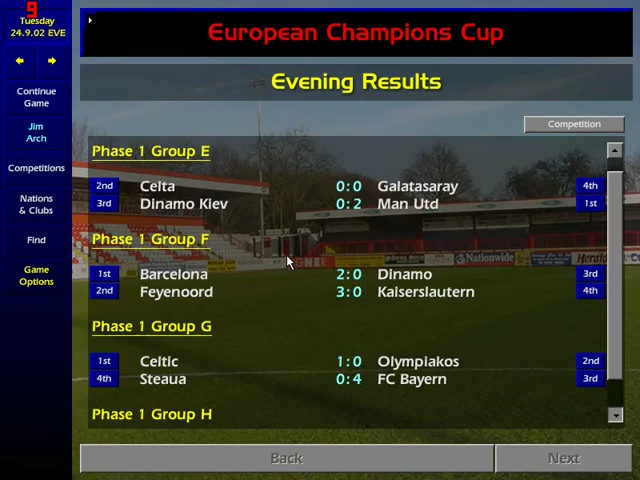 9
Tuesday
24.9.02 EVE
Continue
Game
Jim
Arch
Competitions
Nations
& Clubs
Find
Game
Options
European Champions Cup
Evening Results
Competition
Phase 1 Group E
2nd Celta 0:0 Galatasaray 4th
3rd Dinamo Kiev 0:2 Man Utd 1st
Phase 1 Group F
Nationwide
1st Barcelona 2:0 Dinamo 3rd
2nd Feyenoord 3:0 Kaiserslautern 4th
Phase 1 Group G
1st Celtic 1:0 Olympiakos 2nd
4th Steaua 0:4 FC Bayern 3rd
Phase 1 Group H
Back Next